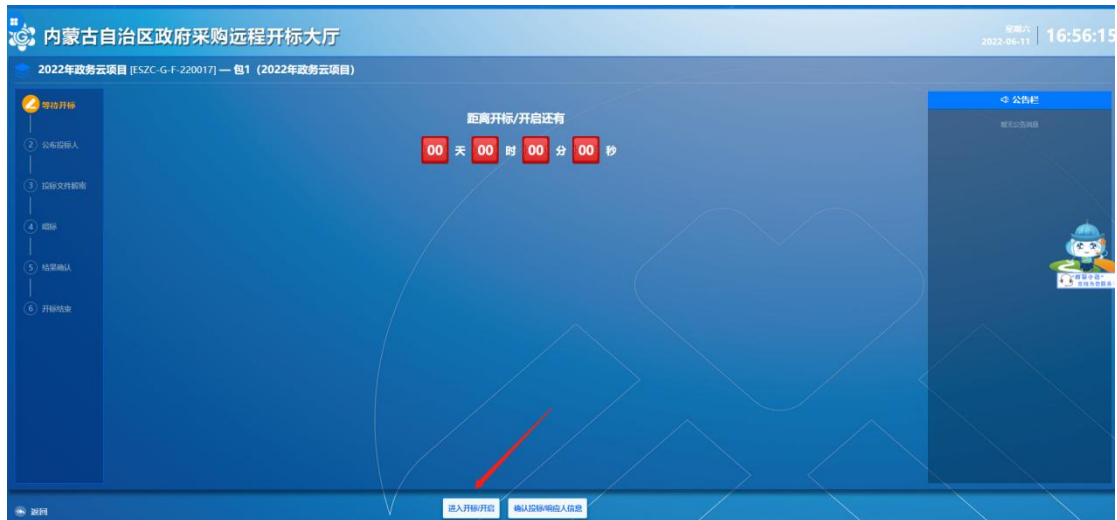 内蒙古自治区政府采购远程开标大厅
星期六
2022-06-11
16:56:15
2022年政务云项目 [ESZC-G-F-220017] — 包1（2022年政务云项目）
等待开标
2 公布投标人
3 投标文件解密
4 唱标
5 结果确认
6 开标结束
距离开标/开启还有
00 天 00 时 00 分 00 秒
公告栏
暂无公告消息
返回
进入开标/开启
确认投标/响应人信息